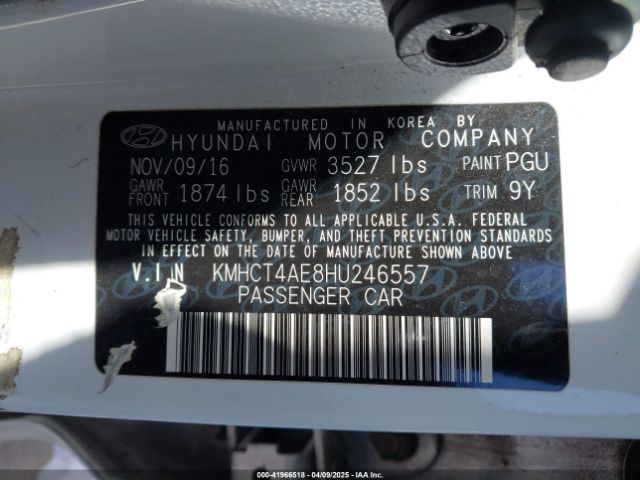 MANUFACTURED IN KOREA BY
HYUNDAI MOTOR COMPANY
NOV/09/16 GVWR 3527 lbs PAINT PGU
GAWR FRONT 1874 lbs GAWR REAR 1852 lbs TRIM 9Y
THIS VEHICLE CONFORMS TO ALL APPLICABLE U.S.A. FEDERAL
MOTOR VEHICLE SAFETY, BUMPER, AND THEFT PREVENTION STANDARDS
IN EFFECT ON THE DATE OF MANUFACTURE SHOWN ABOVE
V.I.N KMHCT4AE8HU246557
PASSENGER CAR
© - 41966518 - 04/09/2025 - IAA, Inc.